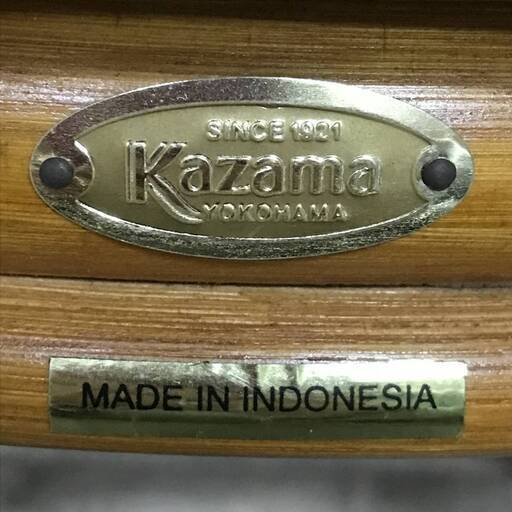 SINCE 1921
Kazama
YOKOHAMA
MADE IN INDONESIA